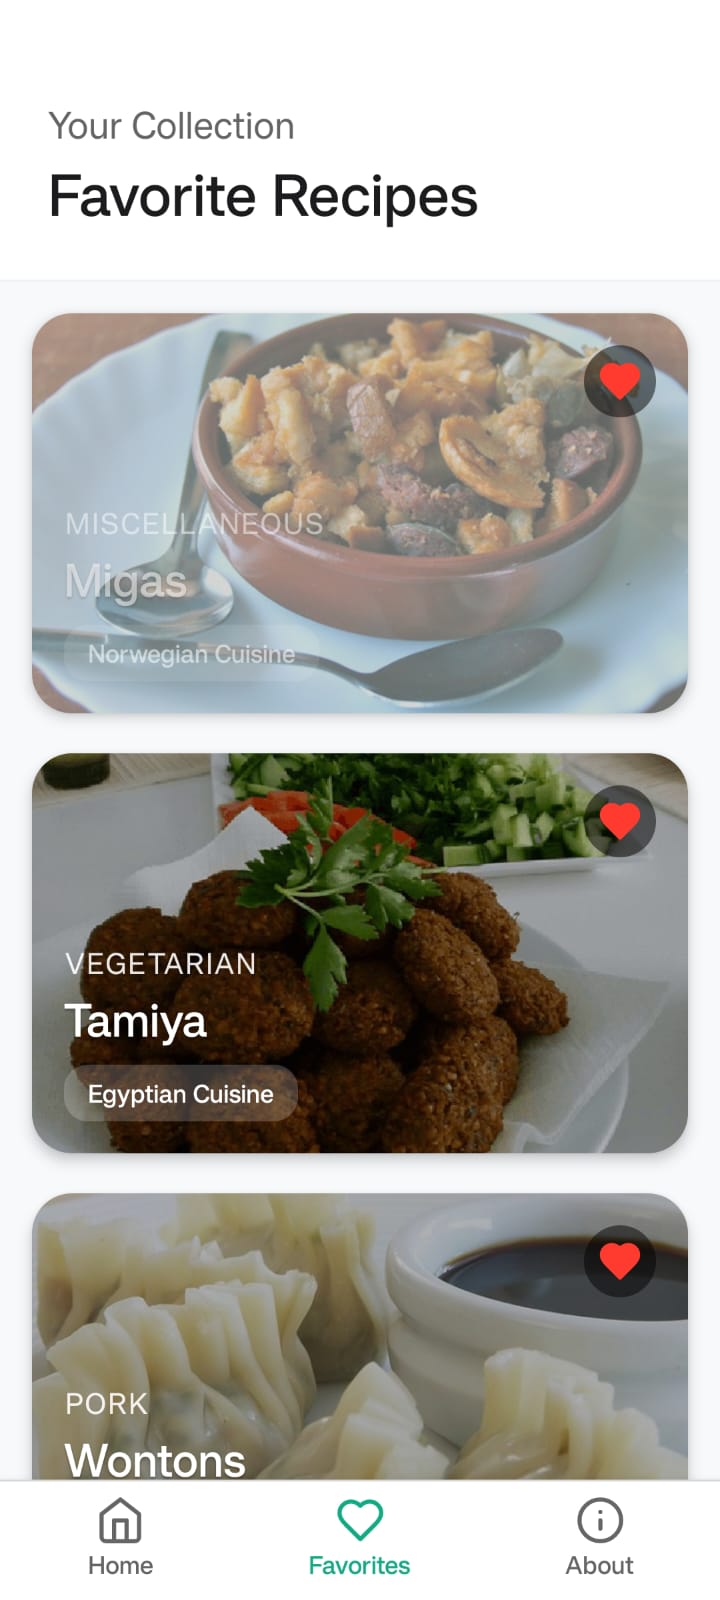 Your Collection
Favorite Recipes
MISCELLANEOUS
Migas
Norwegian Cuisine
VEGETARIAN
Tamiya
Egyptian Cuisine
PORK
Wontons
Home
Favorites
About